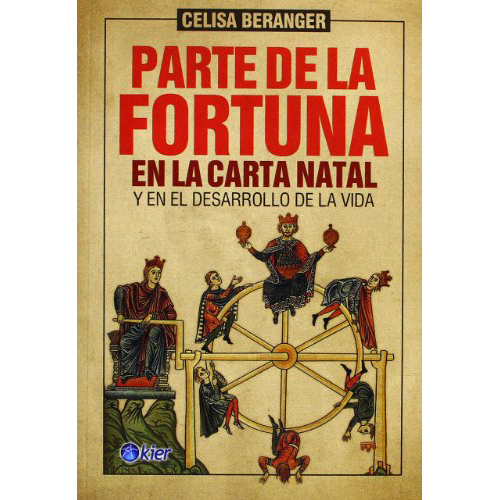 CELISA BERANGER
PARTE DE LA
FORTUNA
EN LA CARTA NATAL
Y EN EL DESARROLLO DE LA VIDA
kier